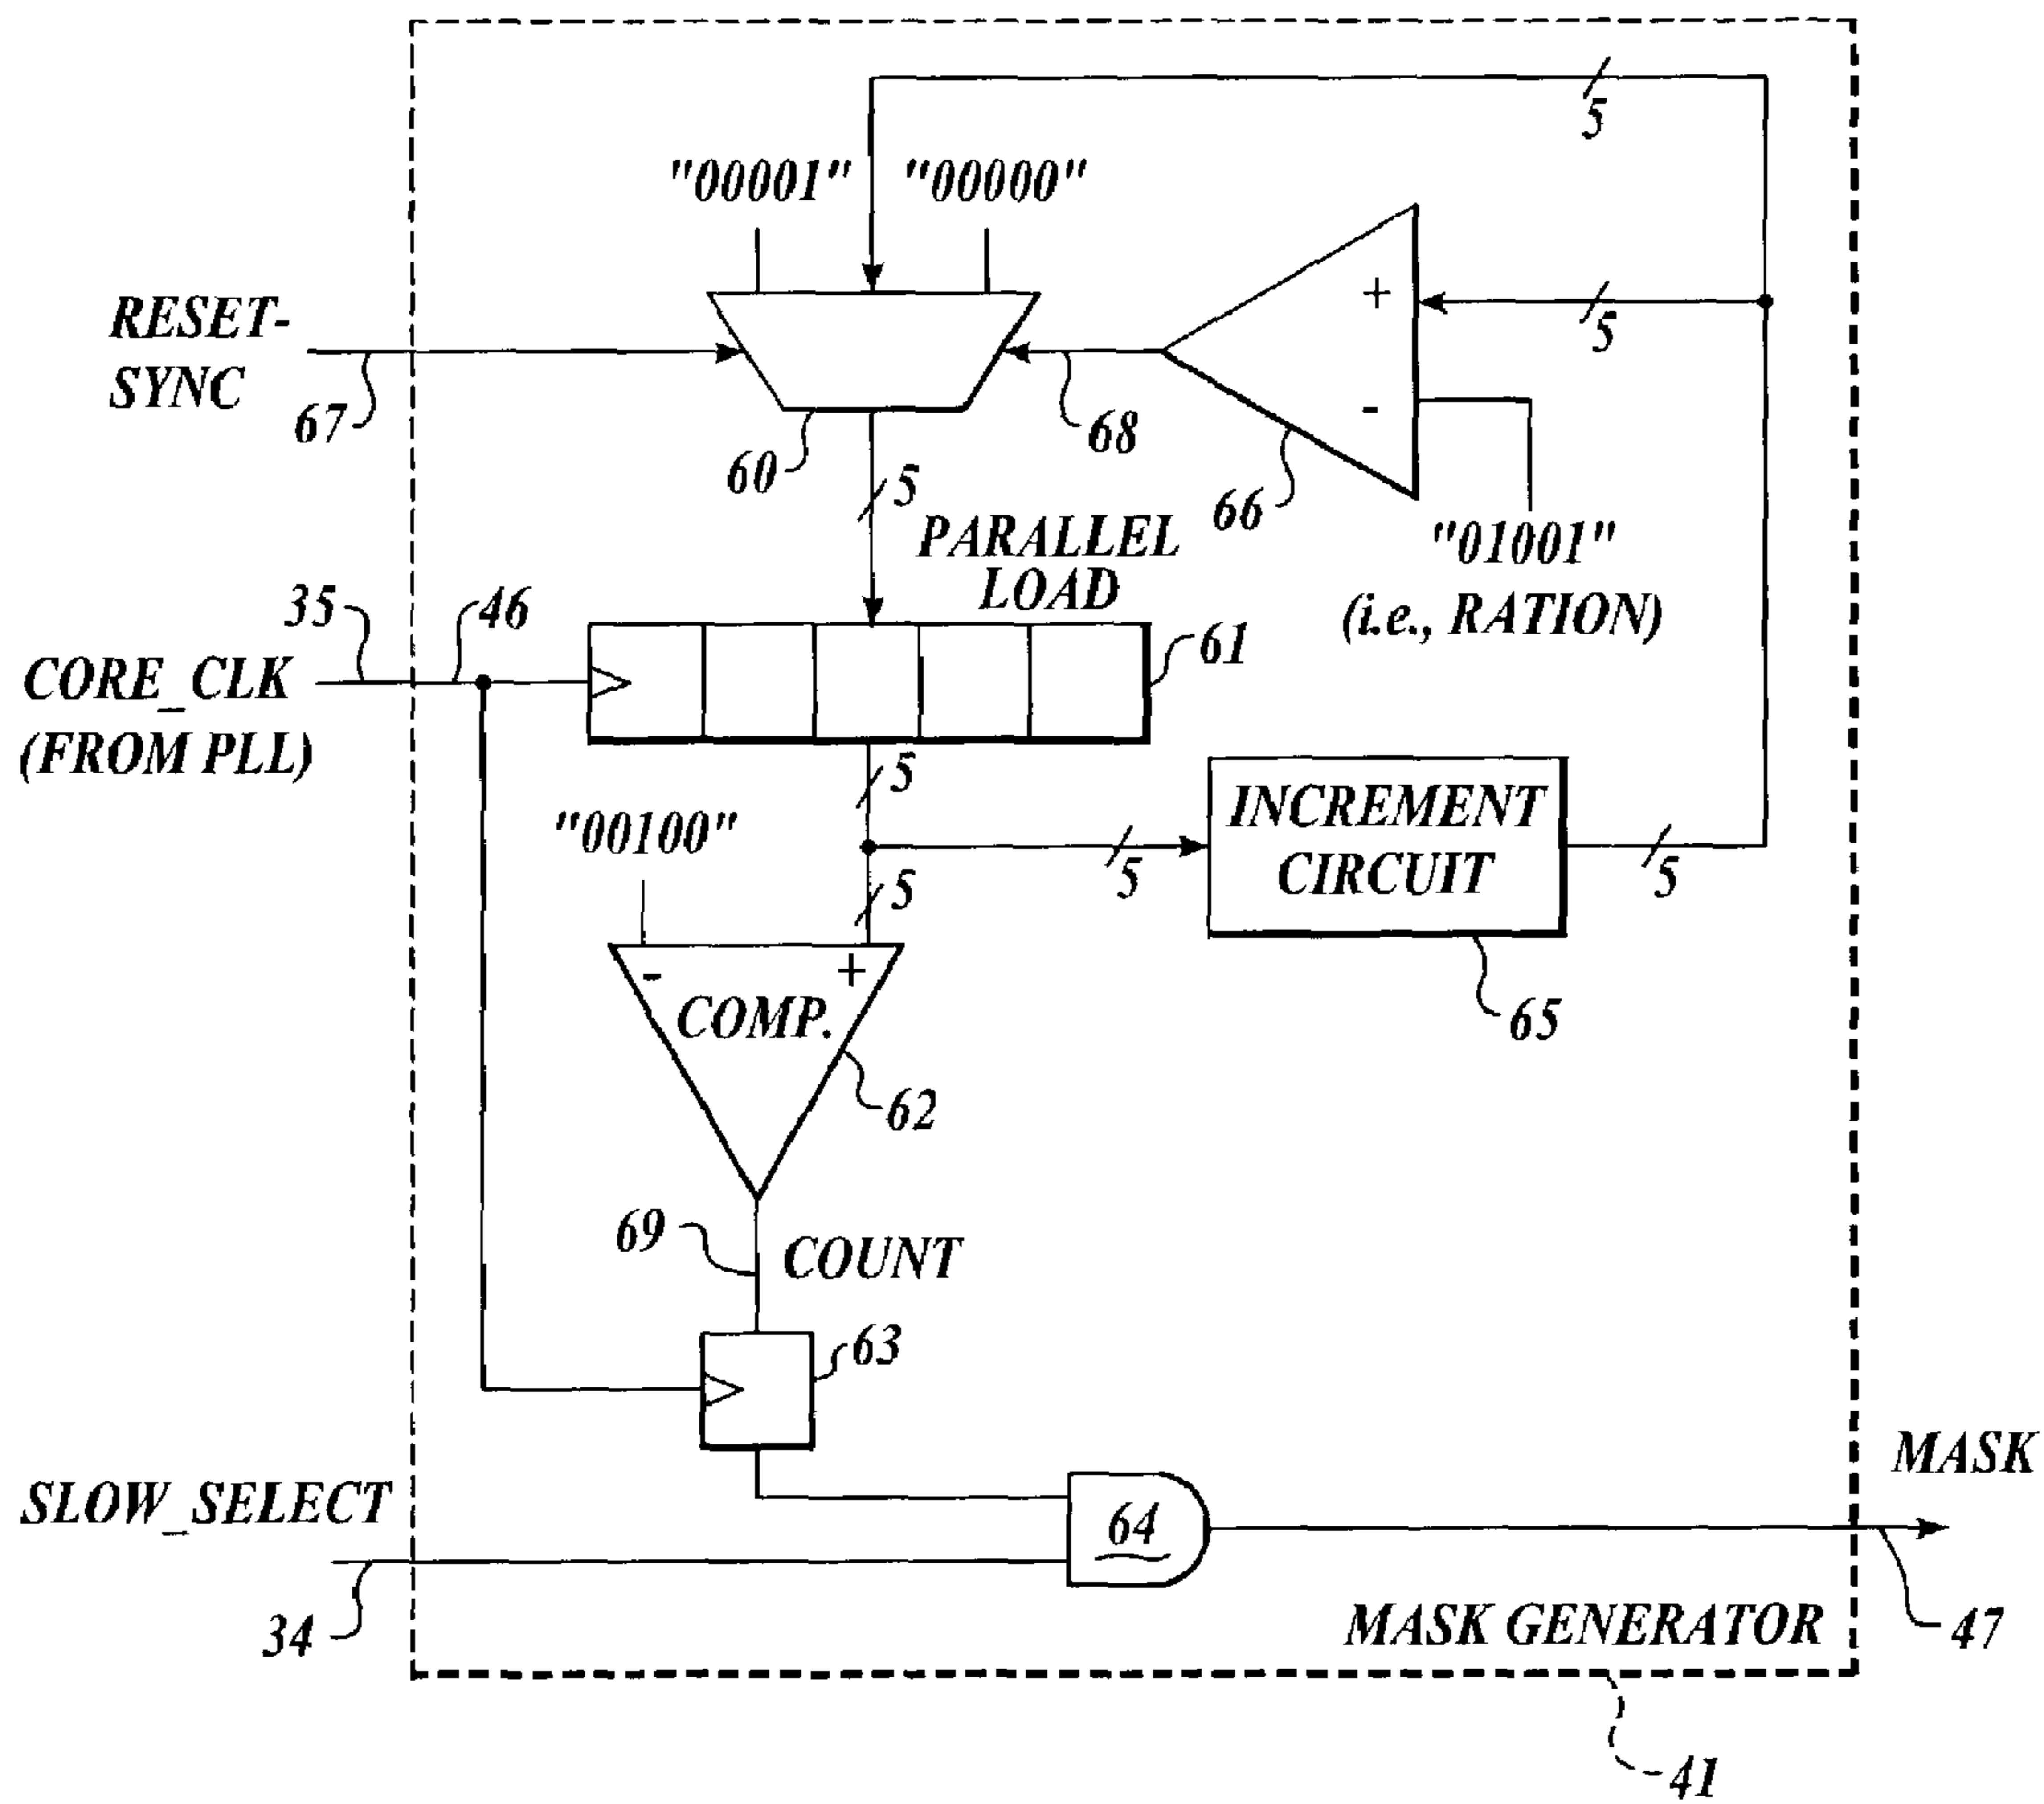 5
"00001" "00000"
RESET-
SYNC
67
+
5
-
68
60
5
66
"01001"
(i.e., RATION)
PARALLEL
LOAD
35
46
61
CORE_CLK
(FROM PLL)
5
"00100"
INCREMENT
CIRCUIT
5
5
5
- +
COMP.
65
62
69
COUNT
63
MASK
SLOW_SELECT
64
34
MASK GENERATOR
47
41